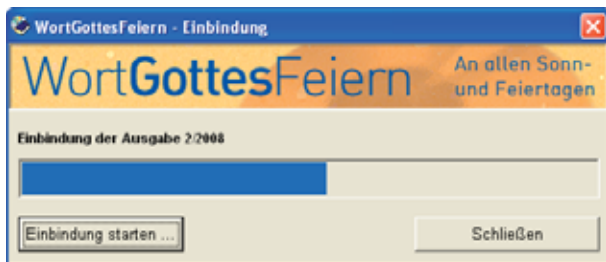 WortGottesFeiern - Einbindung
WortGottesFeiern
An allen Sonn-
und Feiertagen
Einbindung der Ausgabe 2/2008
Einbindung starten ...
Schließen